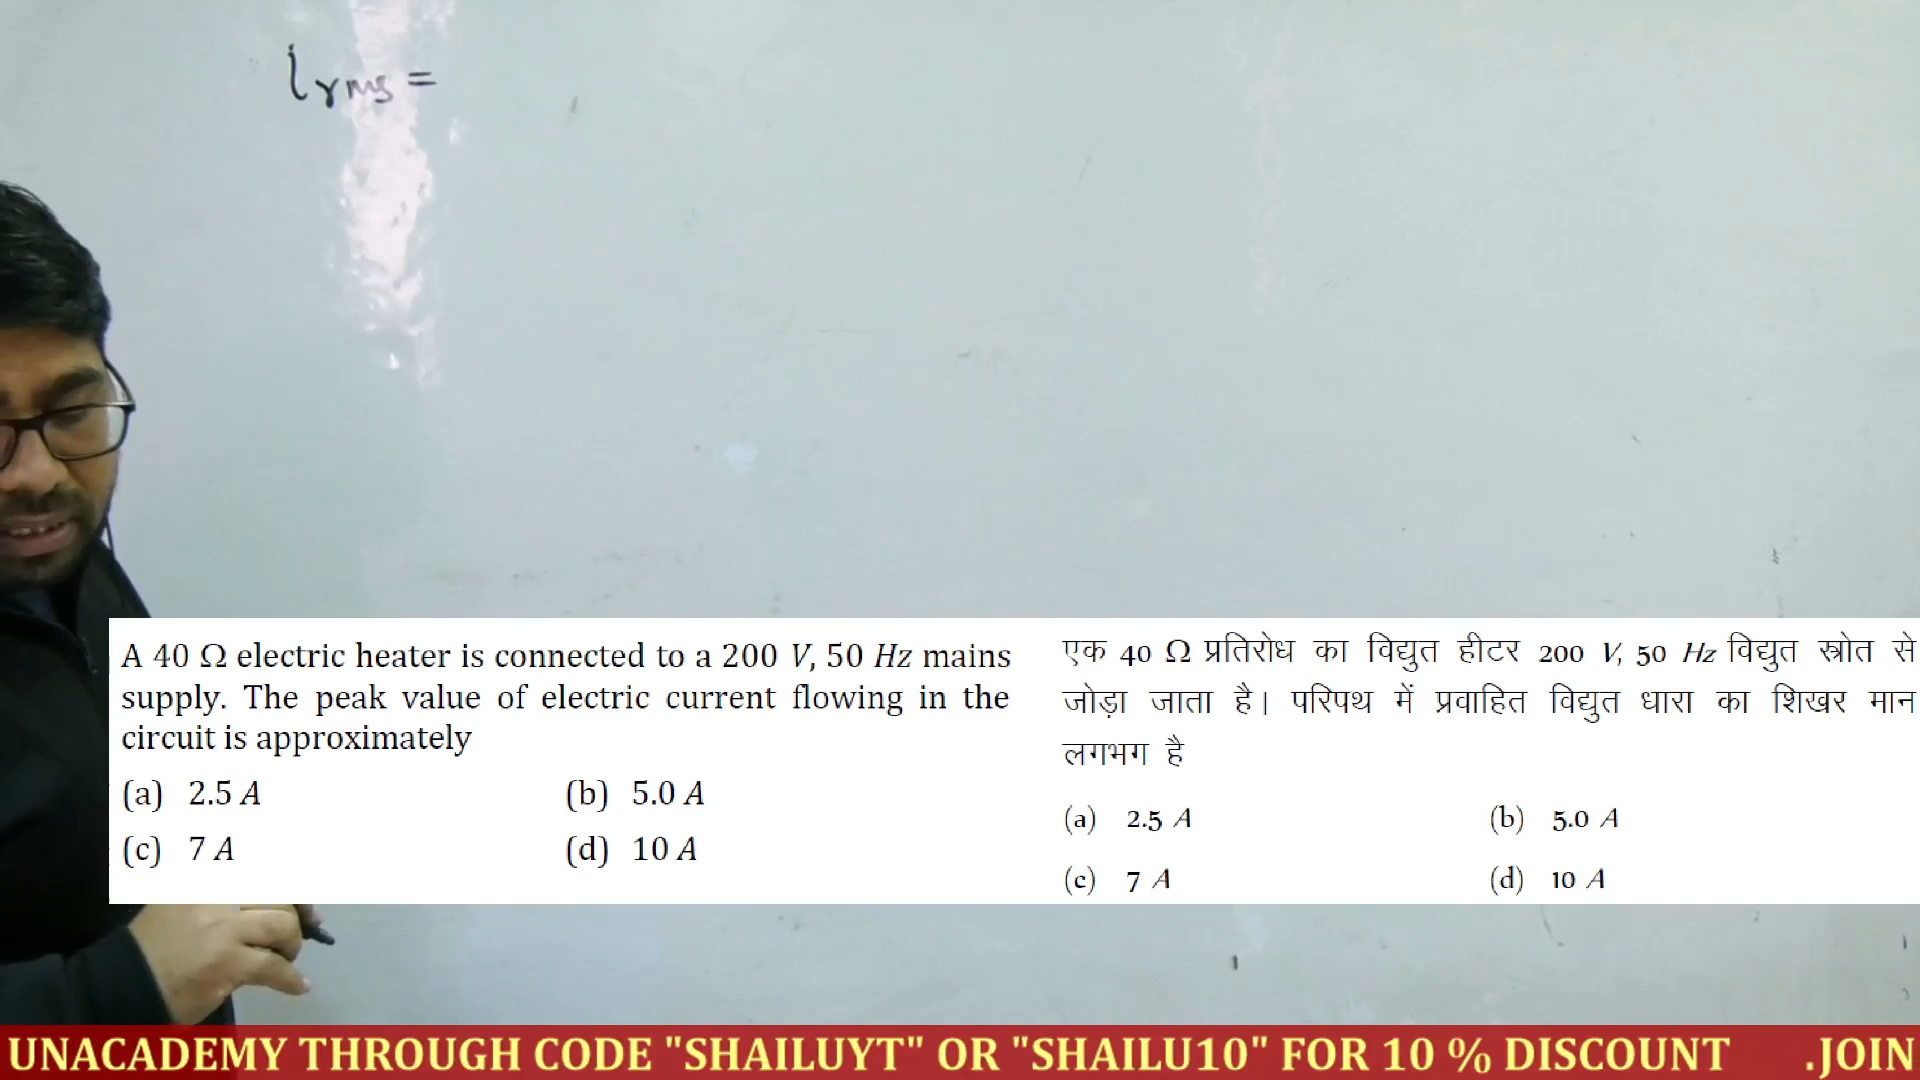 i rms =
A 40 Ω electric heater is connected to a 200 V, 50 Hz mains
supply. The peak value of electric current flowing in the
circuit is approximately
(a) 2.5 A (b) 5.0 A
(c) 7 A (d) 10 A
एक 40 Ω प्रतिरोध का विद्युत हीटर 200 V, 50 Hz विद्युत स्त्रोत से
जोड़ा जाता है। परिपथ में प्रवाहित विद्युत धारा का शिखर मान
लगभग है
(a) 2.5 A (b) 5.0 A
(c) 7 A (d) 10 A
UNACADEMY THROUGH CODE "SHAILUYT" OR "SHAILU10" FOR 10 % DISCOUNT .JOIN